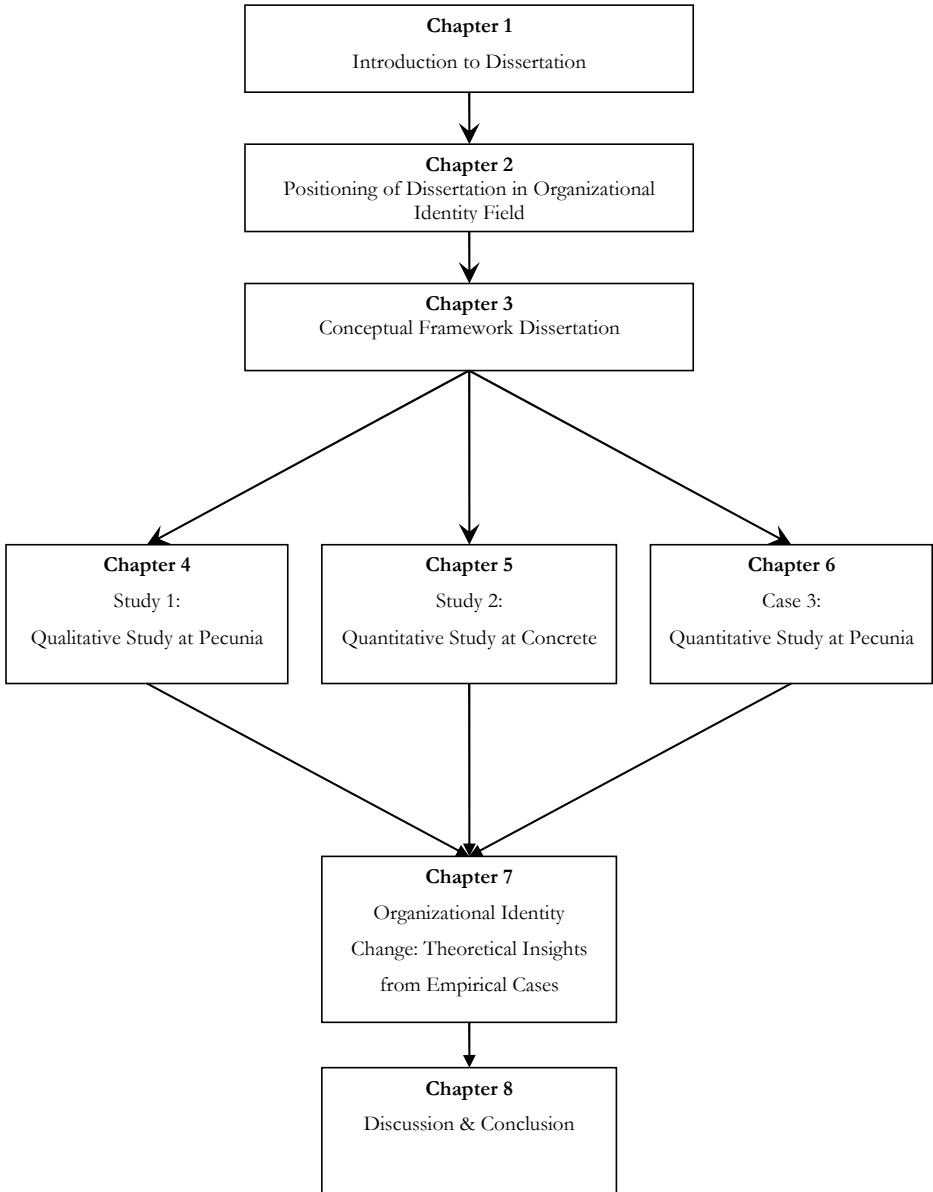 Chapter 1
Introduction to Dissertation
Chapter 2
Positioning of Dissertation in Organizational
Identity Field
Chapter 3
Conceptual Framework Dissertation
Chapter 4
Study 1:
Qualitative Study at Pecunia
Chapter 5
Study 2:
Quantitative Study at Concrete
Chapter 6
Case 3:
Quantitative Study at Pecunia
Chapter 7
Organizational Identity
Change: Theoretical Insights
from Empirical Cases
Chapter 8
Discussion & Conclusion